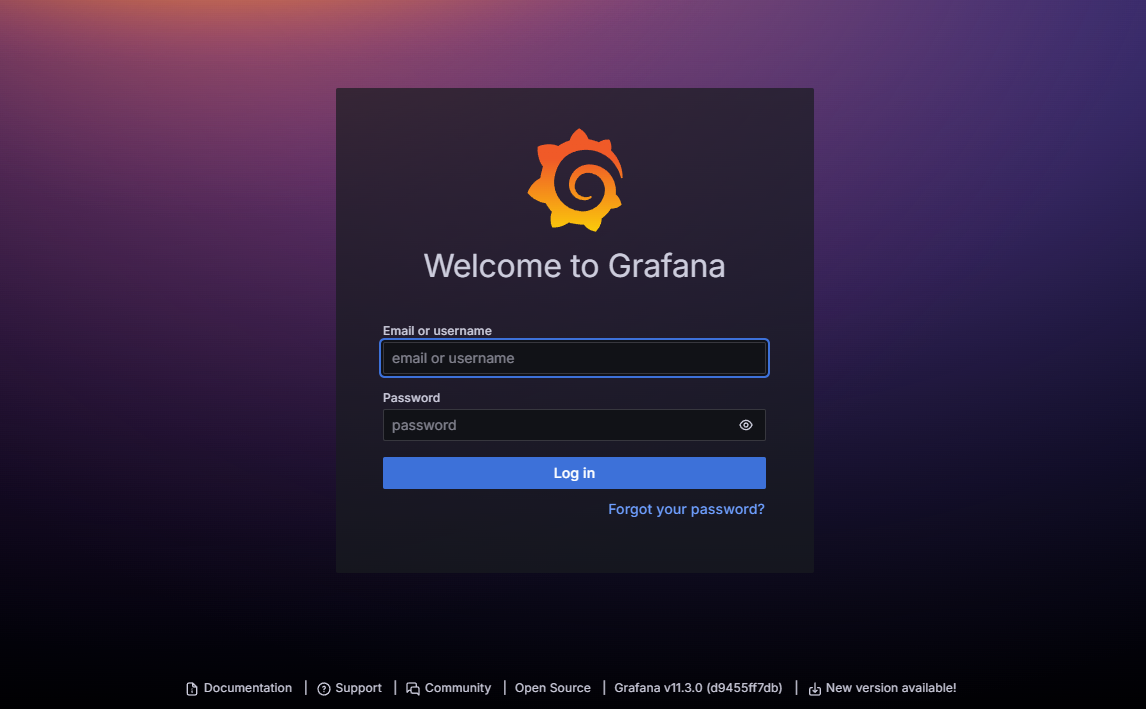 Welcome to Grafana
Email or username
email or username
Password
password
Log in
Forgot your password?
Documentation | Support | Community | Open Source | Grafana v11.3.0 (d9455ff7db) | New version available!